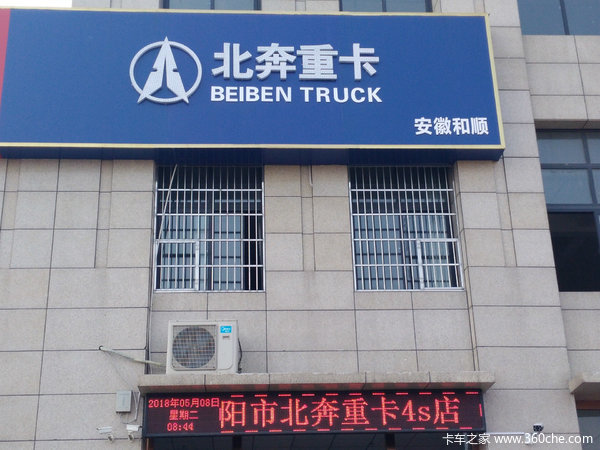 北奔重卡
BEIBEN TRUCK
安徽和顺
2018年05月08日
星期二
08:44
阳市北奔重卡4s店
卡车之家 www.360che.com